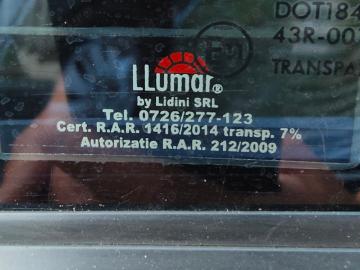 DOT184
43R-00
TRANSPA
LLumar®
by Lidini SRL
Tel. 0726/277-123
Cert. R.A.R. 1416/2014 transp. 7%
Autorizatie R.A.R. 212/2009